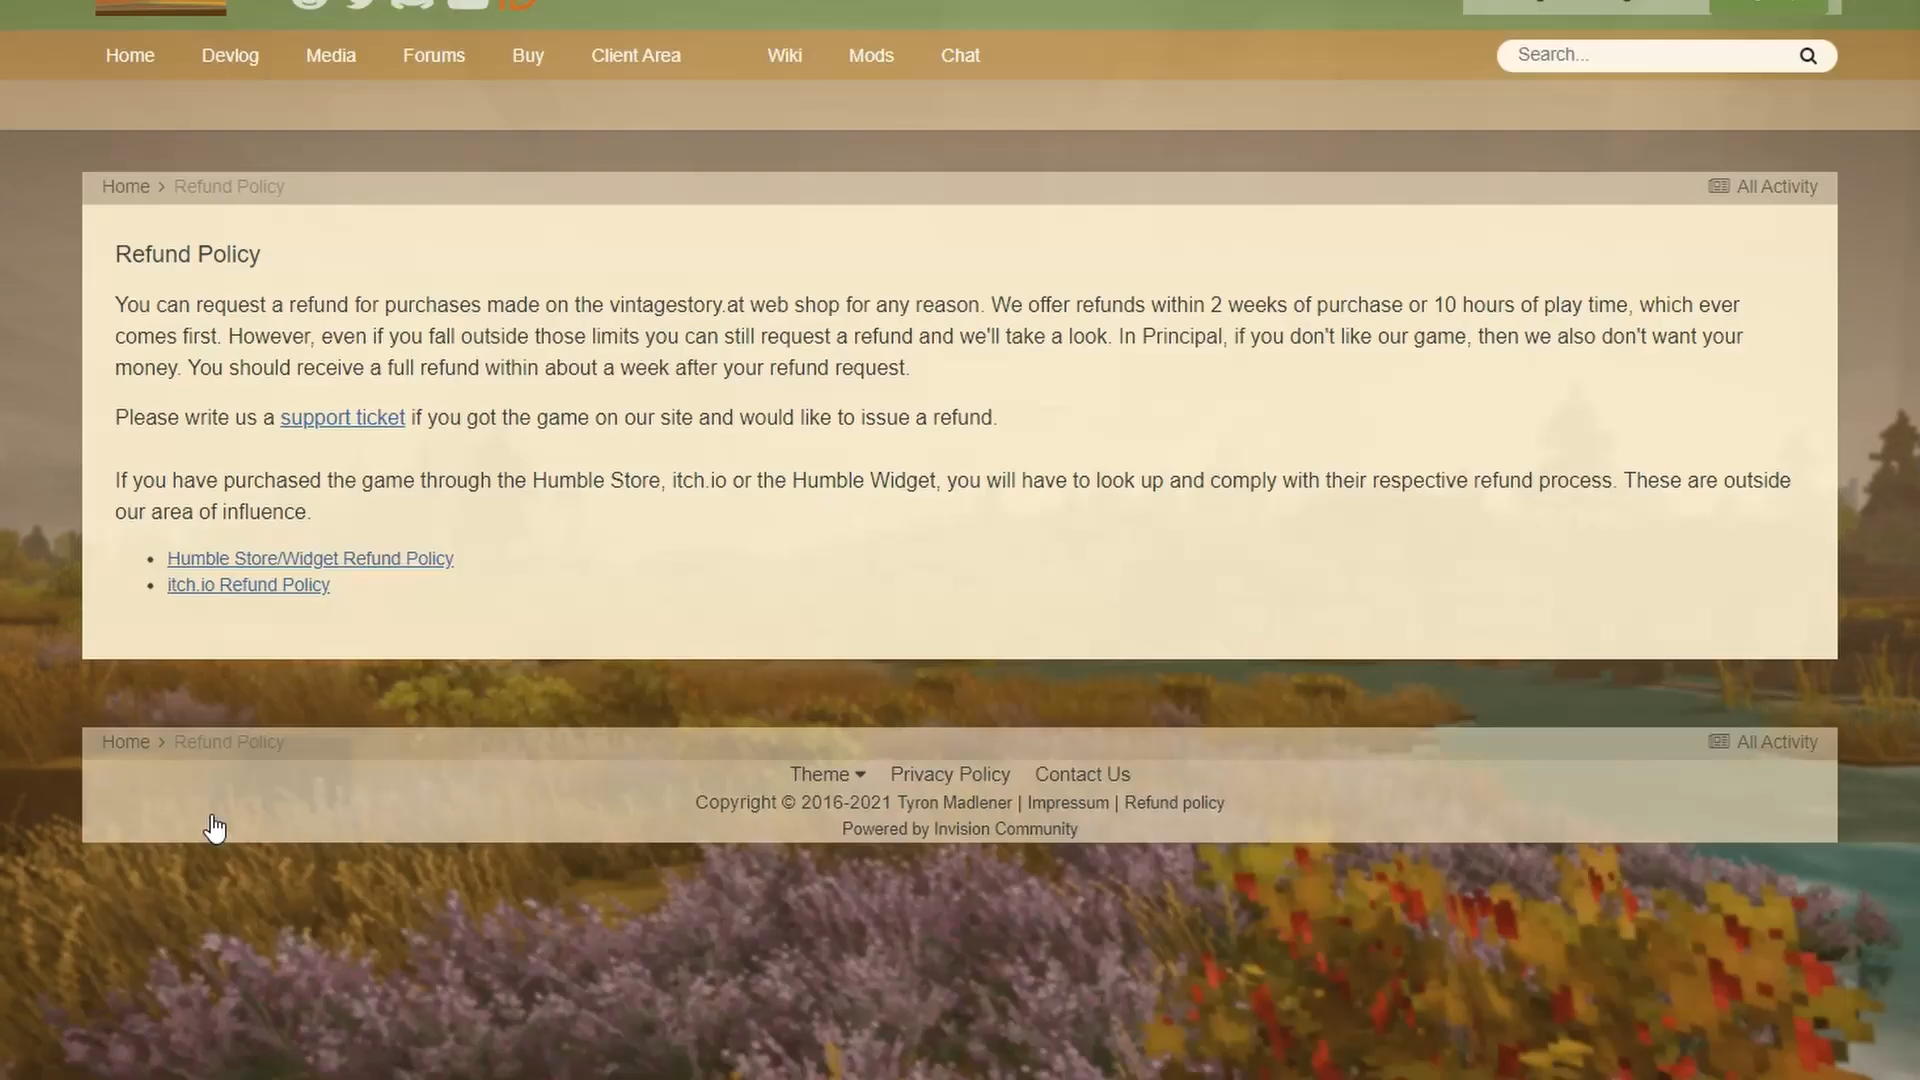 Home Devlog Media Forums Buy Client Area Wiki Mods Chat Search...
Home > Refund Policy All Activity
Refund Policy
You can request a refund for purchases made on the vintagestory.at web shop for any reason. We offer refunds within 2 weeks of purchase or 10 hours of play time, which ever
comes first. However, even if you fall outside those limits you can still request a refund and we'll take a look. In Principal, if you don't like our game, then we also don't want your
money. You should receive a full refund within about a week after your refund request.
Please write us a support ticket if you got the game on our site and would like to issue a refund.
If you have purchased the game through the Humble Store, itch.io or the Humble Widget, you will have to look up and comply with their respective refund process. These are outside
our area of influence.
• Humble Store/Widget Refund Policy
• itch.io Refund Policy
Home > Refund Policy All Activity
Theme Privacy Policy Contact Us
Copyright © 2016-2021 Tyron Madlener | Impressum | Refund policy
Powered by Invision Community